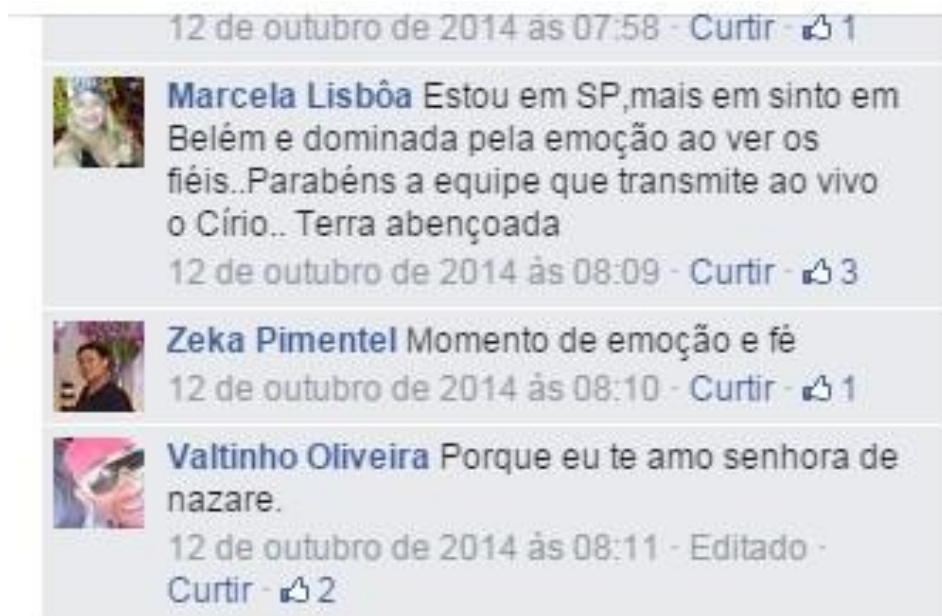 12 de outubro de 2014 às 07:58 · Curtir · 1
Marcela Lisbôa Estou em SP,mais em sinto em
Belém e dominada pela emoção ao ver os
fiéis..Parabéns a equipe que transmite ao vivo
o Círio.. Terra abençoada
12 de outubro de 2014 às 08:09 · Curtir · 3
Zeka Pimentel Momento de emoção e fé
12 de outubro de 2014 às 08:10 · Curtir · 1
Valtinho Oliveira Porque eu te amo senhora de
nazare.
12 de outubro de 2014 às 08:11 · Editado ·
Curtir · 2